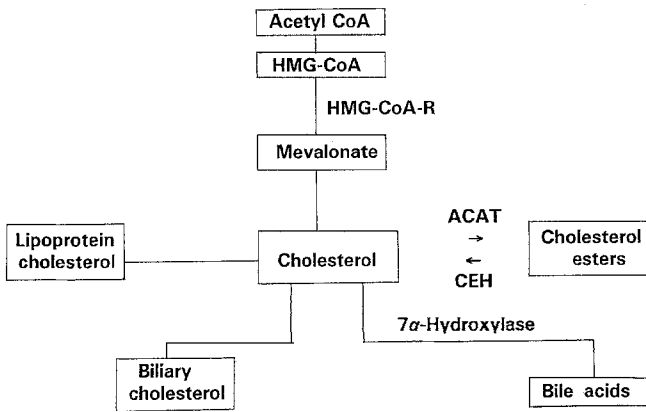 Acetyl CoA
HMG-CoA
HMG-CoA-R
Mevalonate
ACAT
Lipoprotein
cholesterol
Cholesterol
→
←
Cholesterol
esters
CEH
7α-Hydroxylase
Biliary
cholesterol
Bile acids